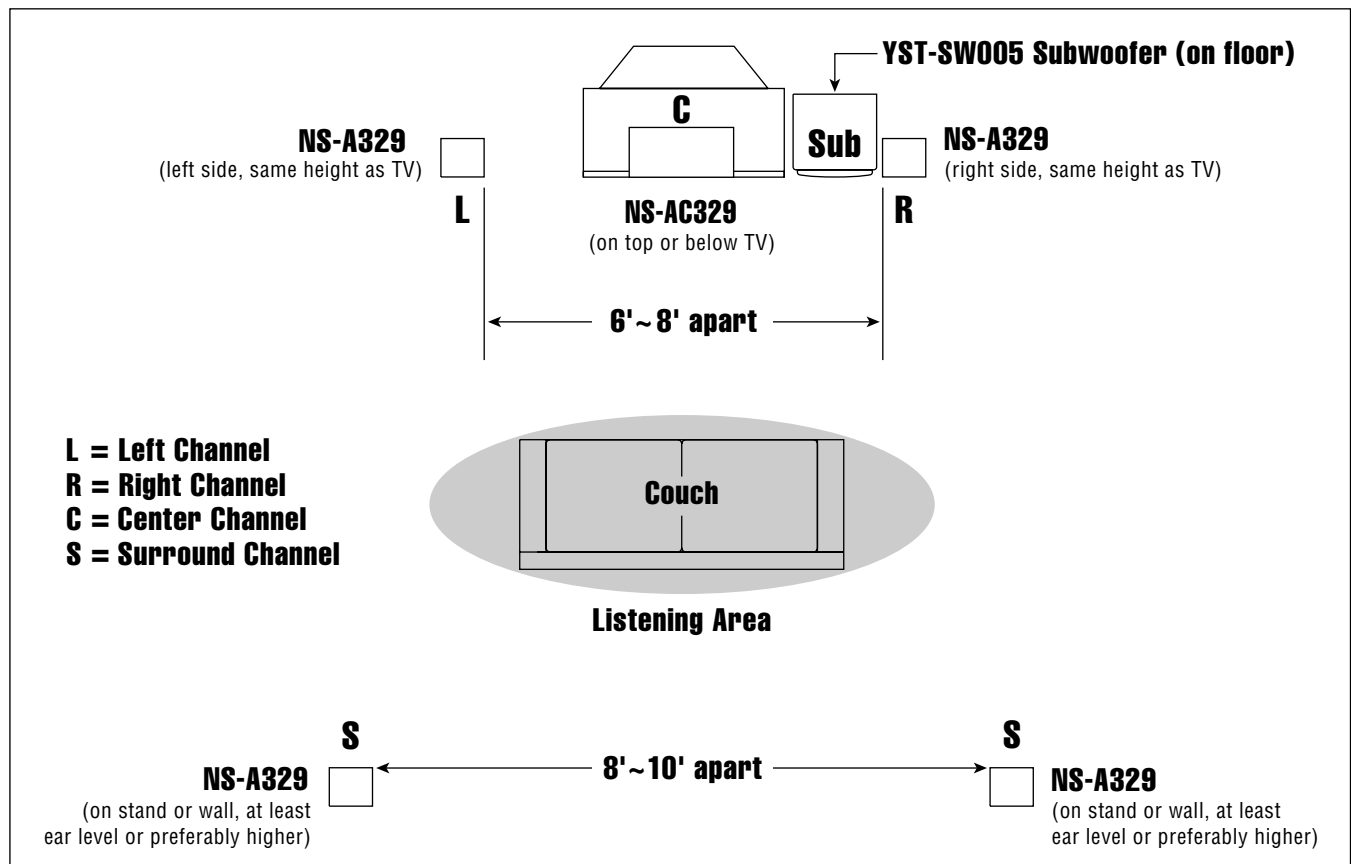 YST-SW005 Subwoofer (on floor)
C
Sub
NS-A329
(left side, same height as TV)
NS-A329
(right side, same height as TV)
L
NS-AC329
(on top or below TV)
R
6'~8' apart
L = Left Channel
R = Right Channel
C = Center Channel
S = Surround Channel
Couch
Listening Area
S
S
8'~10' apart
NS-A329
(on stand or wall, at least
ear level or preferably higher)
NS-A329
(on stand or wall, at least
ear level or preferably higher)